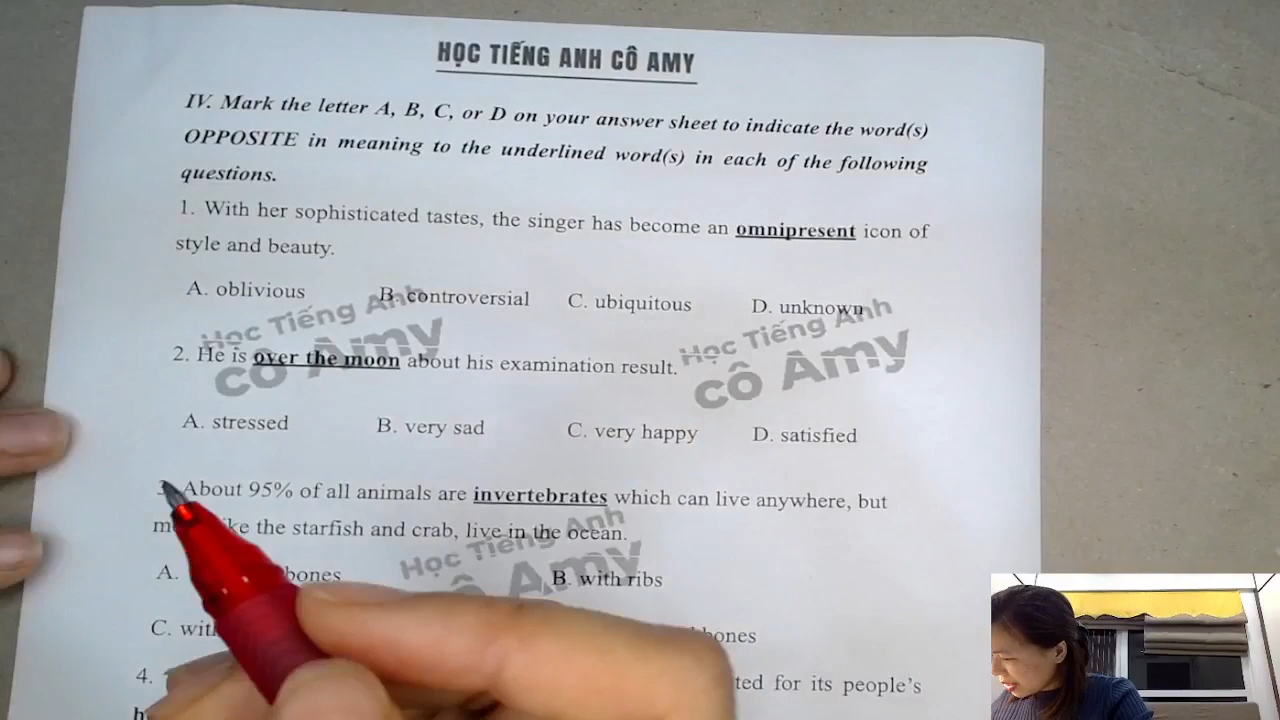 HỌC TIẾNG ANH CÔ AMY
IV. Mark the letter A, B, C, or D on your answer sheet to indicate the word(s)
OPPOSITE in meaning to the underlined word(s) in each of the following
questions.
1. With her sophisticated tastes, the singer has become an omnipresent icon of
style and beauty.
A. oblivious B. controversial C. ubiquitous D. unknown
Học Tiếng Anh Học Tiếng Anh
cô Amy cô Amy
2. He is over the moon about his examination result.
A. stressed B. very sad C. very happy D. satisfied
3. About 95% of all animals are invertebrates which can live anywhere, but
the starfish and crab, live in the ocean.
Học Tiếng Anh
cô Amy
A. bones B. with ribs
C. bones
4. for its people's